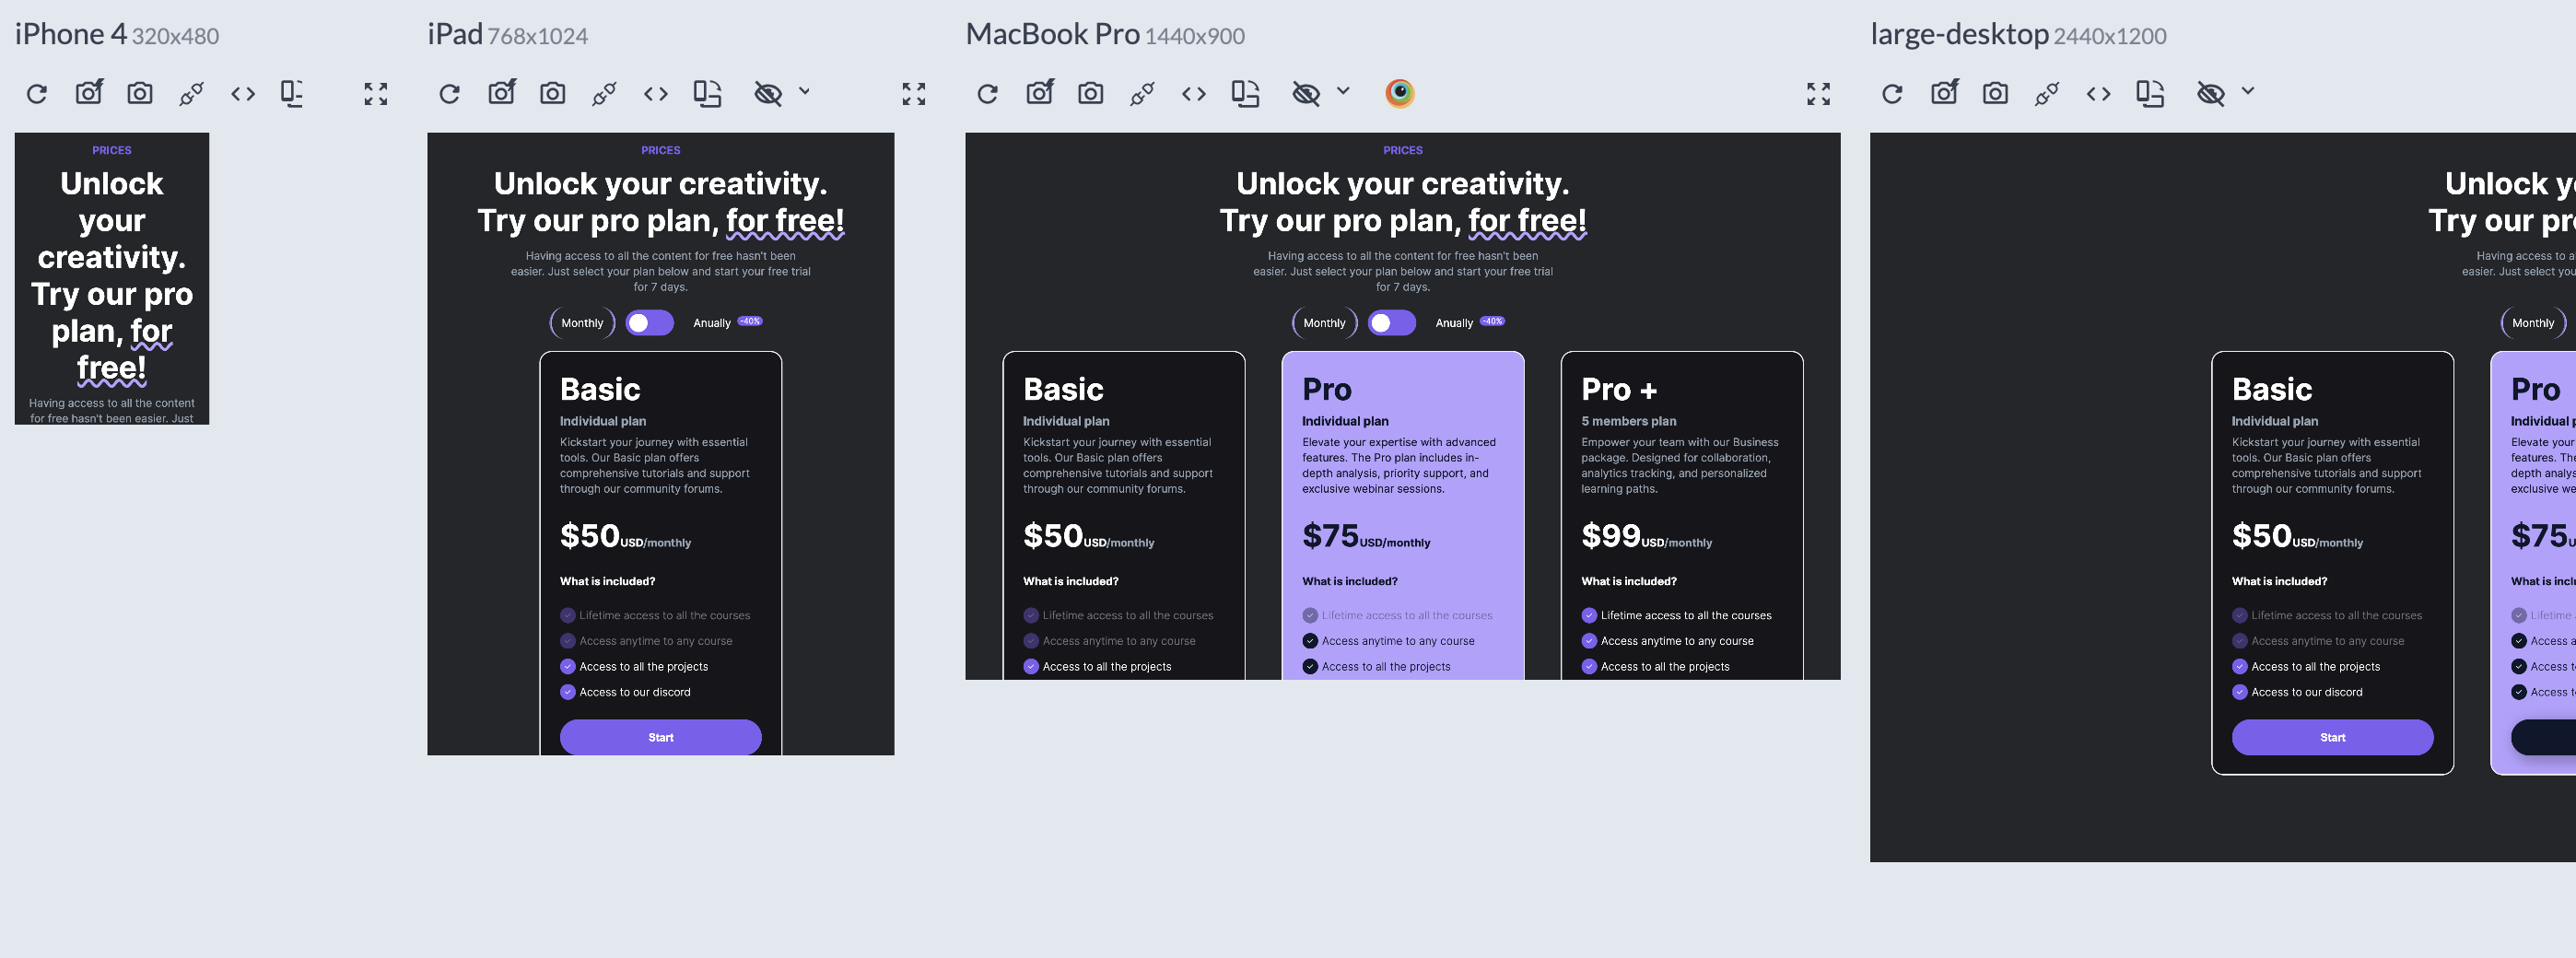 iPhone 4 320x480
PRICES
Unlock
your
creativity.
Try our pro
plan, for
free!
Having access to all the content
for free hasn't been easier. Just
iPad 768x1024
PRICES
Unlock your creativity.
Try our pro plan, for free!
Having access to all the content for free hasn't been
easier. Just select your plan below and start your free trial
for 7 days.
Monthly Anually -40%
Basic
Individual plan
Kickstart your journey with essential
tools. Our Basic plan offers
comprehensive tutorials and support
through our community forums.
$50USD/monthly
What is included?
Lifetime access to all the courses
Access anytime to any course
Access to all the projects
Access to our discord
Start
MacBook Pro 1440x900
PRICES
Unlock your creativity.
Try our pro plan, for free!
Having access to all the content for free hasn't been
easier. Just select your plan below and start your free trial
for 7 days.
Monthly Anually -40%
Basic
Individual plan
Kickstart your journey with essential
tools. Our Basic plan offers
comprehensive tutorials and support
through our community forums.
$50USD/monthly
What is included?
Lifetime access to all the courses
Access anytime to any course
Access to all the projects
Pro
Individual plan
Elevate your expertise with advanced
features. The Pro plan includes in-
depth analysis, priority support, and
exclusive webinar sessions.
$75USD/monthly
What is included?
Lifetime access to all the courses
Access anytime to any course
Access to all the projects
Pro +
5 members plan
Empower your team with our Business
package. Designed for collaboration,
analytics tracking, and personalized
learning paths.
$99USD/monthly
What is included?
Lifetime access to all the courses
Access anytime to any course
Access to all the projects
large-desktop 2440x1200
Unlock y
Try our pr
Having access to a
easier. Just select you
Monthly
Basic
Individual plan
Kickstart your journey with essential
tools. Our Basic plan offers
comprehensive tutorials and support
through our community forums.
$50USD/monthly
What is included?
Lifetime access to all the courses
Access anytime to any course
Access to all the projects
Access to our discord
Start
Pro
Individual p
Elevate your
features. The
depth analys
exclusive we
$75U
What is inclu
Lifetime
Access a
Access t
Access t